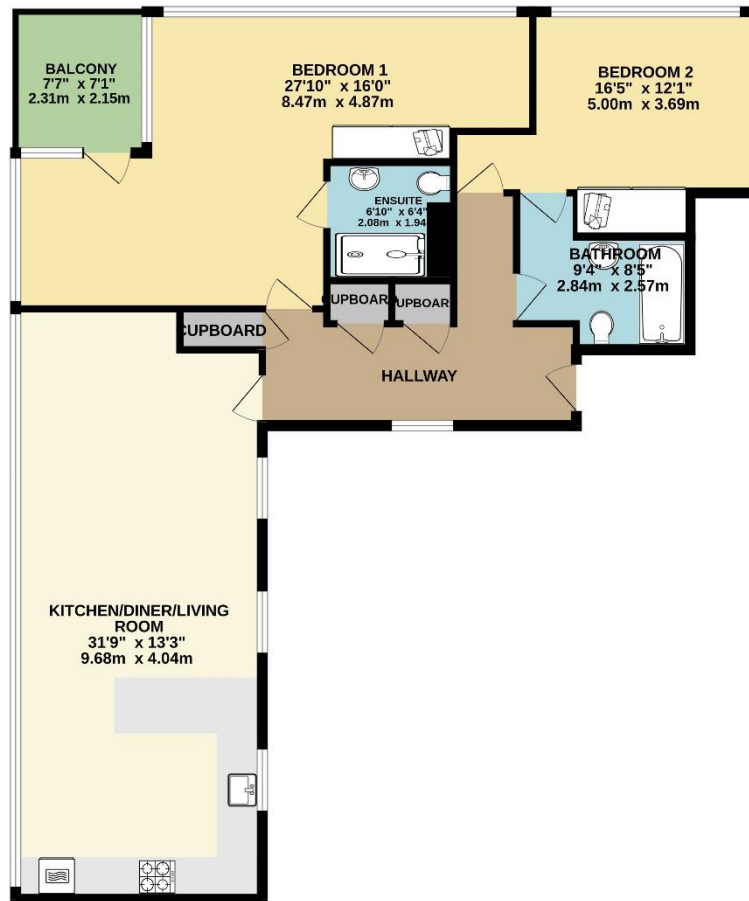 BALCONY
7'7" x 7'1"
2.31m x 2.15m
BEDROOM 1
27'10" x 16'0"
8.47m x 4.87m
BEDROOM 2
16'5" x 12'1"
5.00m x 3.69m
ENSUITE
6'10" x 6'4"
2.08m x 1.94
BATHROOM
9'4" x 8'5"
2.84m x 2.57m
CUPBOARD
UPBOAR
CUPBOARD
HALLWAY
KITCHEN/DINER/LIVING
ROOM
31'9" x 13'3"
9.68m x 4.04m